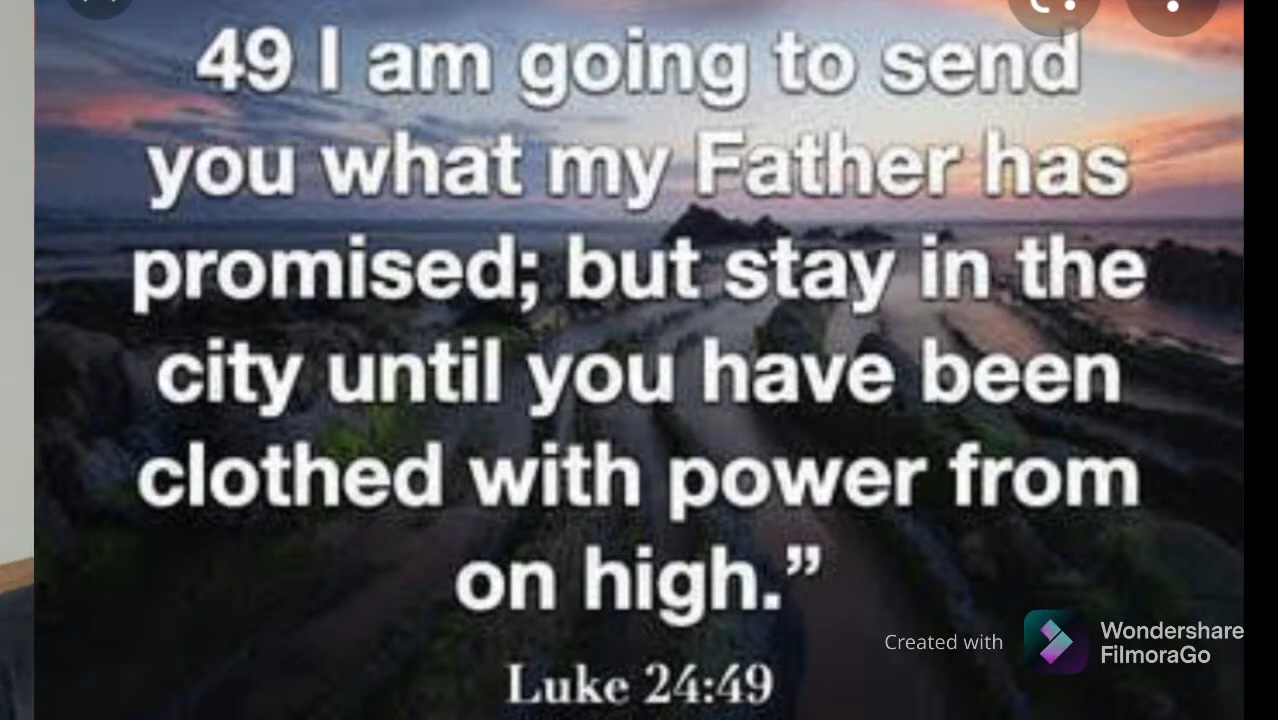 49 I am going to send
you what my Father has
promised; but stay in the
city until you have been
clothed with power from
on high.”
Luke 24:49
Created with
Wondershare
FilmoraGo